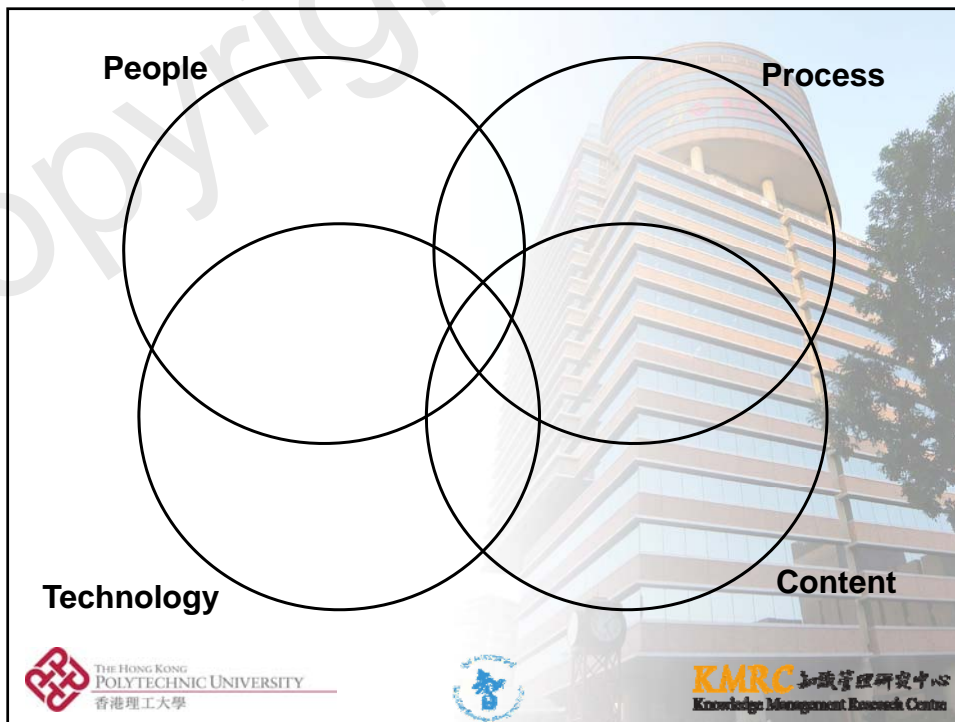 People
Process
Technology
Content
THE HONG KONG
POLYTECHNIC UNIVERSITY
香港理工大學
智
KMRC 知識管理研究中心
Knowledge Management Research Centre